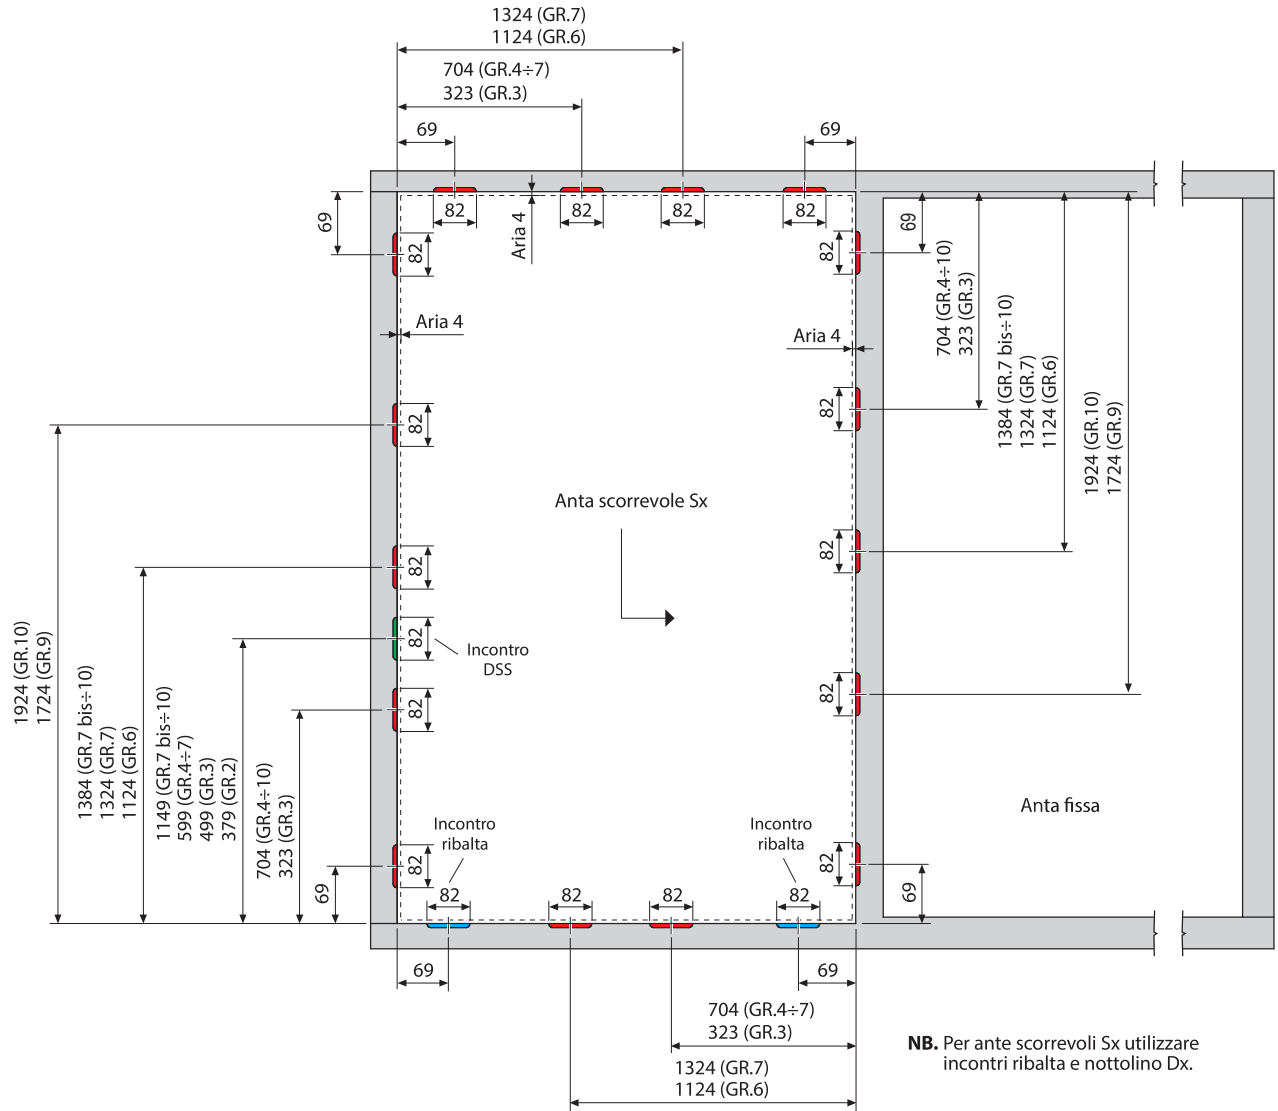 1324 (GR.7)
1124 (GR.6)
704 (GR.4÷7)
323 (GR.3)
69
69
82
82
82
82
69
82
Aria 4
82
69
Aria 4
Aria 4
704 (GR.4÷10)
323 (GR.3)
1384 (GR.7 bis÷10)
1324 (GR.7)
1124 (GR.6)
1924 (GR.10)
1724 (GR.9)
82
82
Anta scorrevole Sx
82
82
82
Incontro
DSS
82
82
1924 (GR.10)
1724 (GR.9)
1384 (GR.7 bis÷10)
1324 (GR.7)
1124 (GR.6)
1149 (GR.7 bis÷10)
599 (GR.4÷7)
499 (GR.3)
379 (GR.2)
704 (GR.4÷10)
323 (GR.3)
Anta fissa
Incontro
ribalta
Incontro
ribalta
82
82
69
69
82
82
82
82
69
69
704 (GR.4÷7)
323 (GR.3)
1324 (GR.7)
1124 (GR.6)
NB. Per ante scorrevoli Sx utilizzare
incontri ribalta e nottolino Dx.